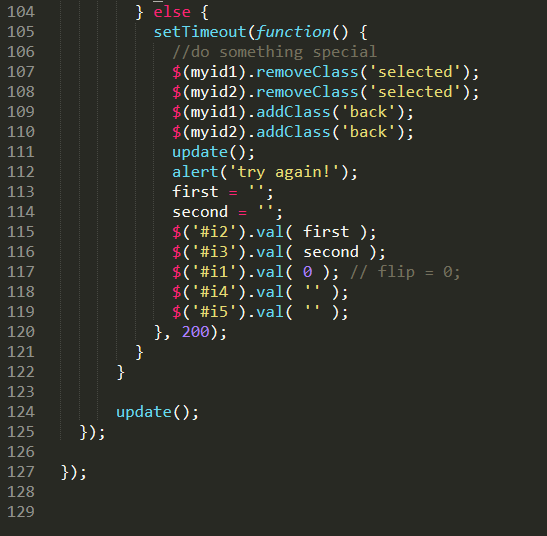 104 } else {
105 setTimeout(function() {
106 //do something special
107 $(myid1).removeClass('selected');
108 $(myid2).removeClass('selected');
109 $(myid1).addClass('back');
110 $(myid2).addClass('back');
111 update();
112 alert('try again!');
113 first = '';
114 second = '';
115 $('#i2').val( first );
116 $('#i3').val( second );
117 $('#i1').val( 0 ); // flip = 0;
118 $('#i4').val( '' );
119 $('#i5').val( '' );
120 }, 200);
121 }
122 }
123
124 update();
125 });
126
127 });
128
129